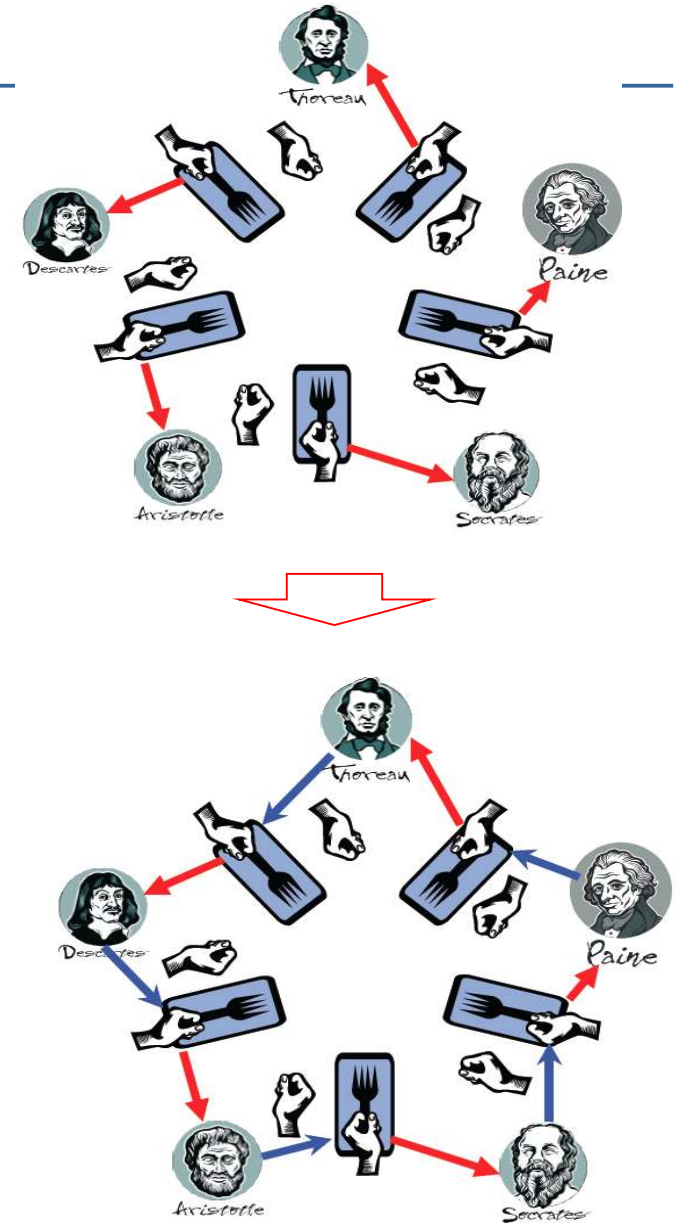 Thoreau
Descartes
Paine
Aristotle
Socrates
Thoreau
Descartes
Paine
Aristotle
Socrates